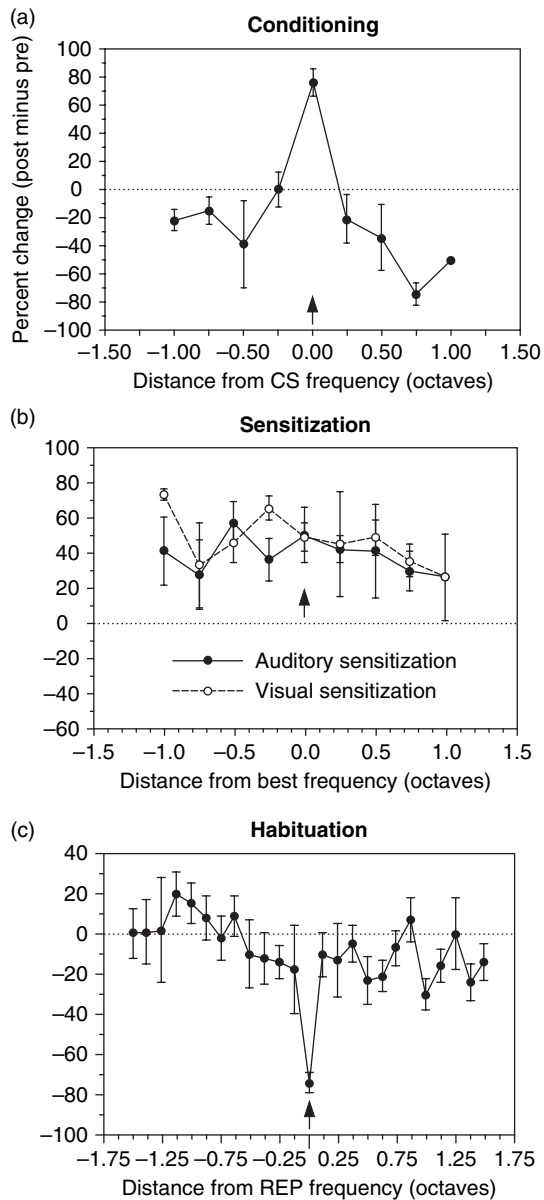 (a)
Conditioning
Percent change (post minus pre)
100
80
60
40
20
0
−20
−40
−60
−80
−100
−1.50 −1.00 −0.50 0.00 0.50 1.00 1.50
Distance from CS frequency (octaves)
(b)
Sensitization
100
80
60
40
20
0
−20
−40
−60
Auditory sensitization
Visual sensitization
−1.5 −1.0 −0.5 0.0 0.5 1.0 1.5
Distance from best frequency (octaves)
(c)
Habituation
40
20
0
−20
−40
−60
−80
−100
−1.75 −1.25 −0.75 −0.25 0.25 0.75 1.25 1.75
Distance from REP frequency (octaves)